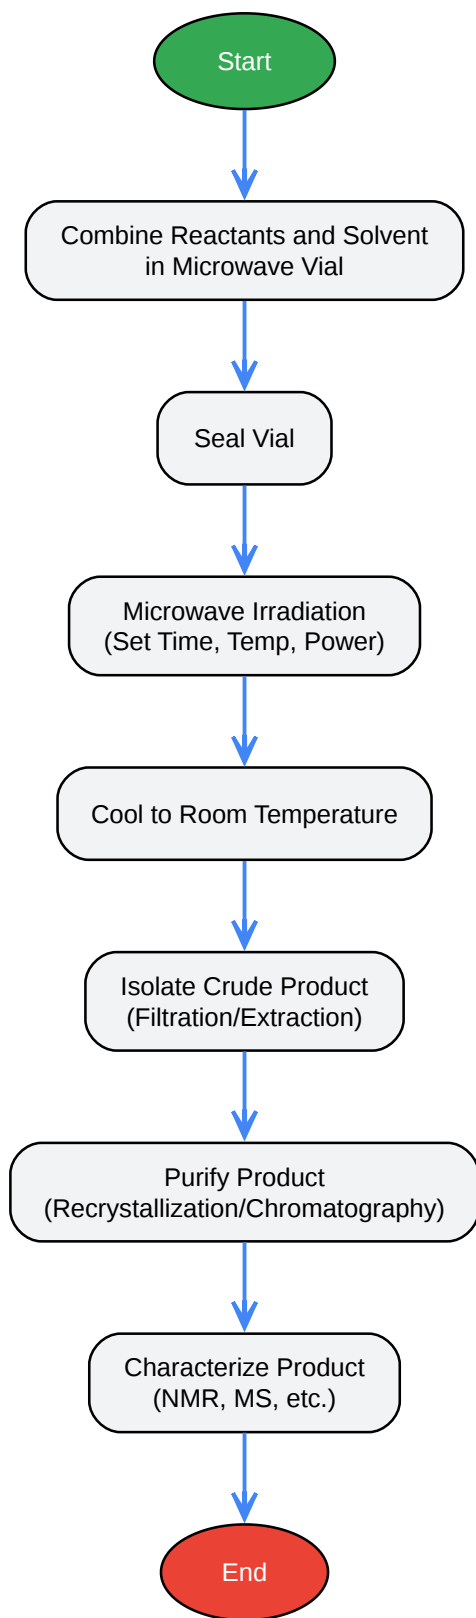 Start
Combine Reactants and Solvent
in Microwave Vial
Seal Vial
Microwave Irradiation
(Set Time, Temp, Power)
Cool to Room Temperature
Isolate Crude Product
(Filtration/Extraction)
Purify Product
(Recrystallization/Chromatography)
Characterize Product
(NMR, MS, etc.)
End